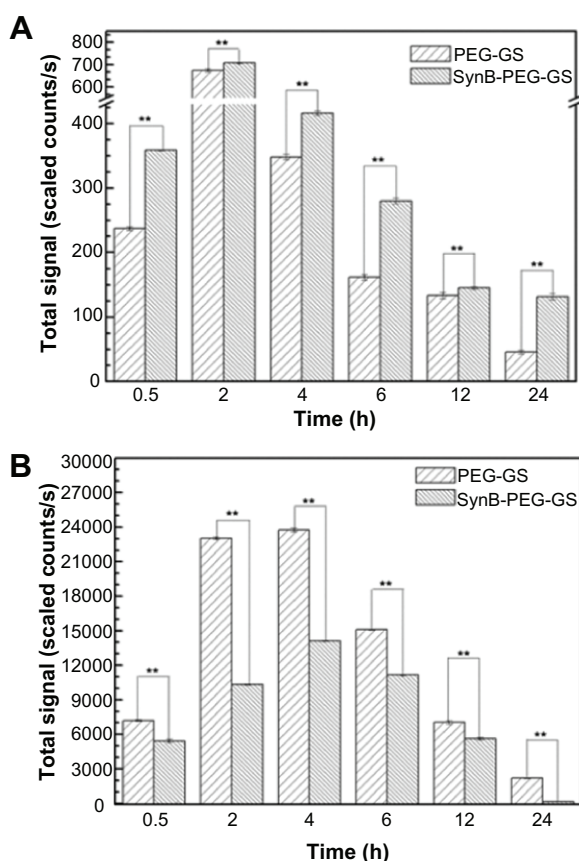 A
Total signal (scaled counts/s)
800
700
600
400
300
200
100
0
PEG-GS
SynB-PEG-GS
**
**
**
**
**
**
0.5 2 4 6 12 24
Time (h)
B
Total signal (scaled counts/s)
30000
27000
24000
21000
18000
15000
12000
9000
6000
3000
0
PEG-GS
SynB-PEG-GS
**
**
**
**
**
**
0.5 2 4 6 12 24
Time (h)